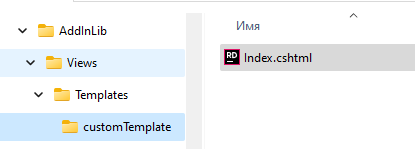 AddInLib
Views
Templates
customTemplate
Имя
RD Index.cshtml